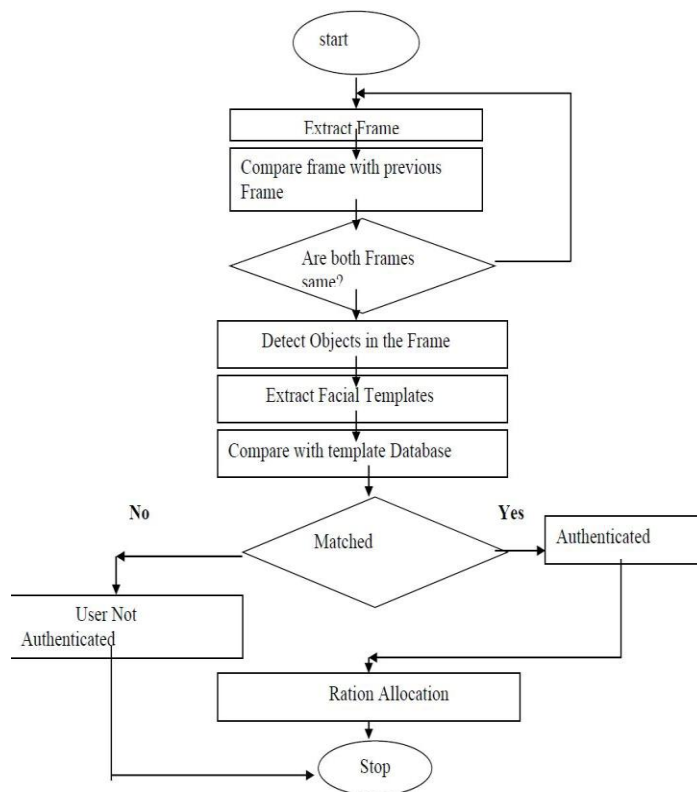 start
Extract Frame
Compare frame with previous
Frame
Are both Frames
same?
Detect Objects in the Frame
Extract Facial Templates
Compare with template Database
No
Yes
Matched
Authenticated
User Not
Authenticated
Ration Allocation
Stop